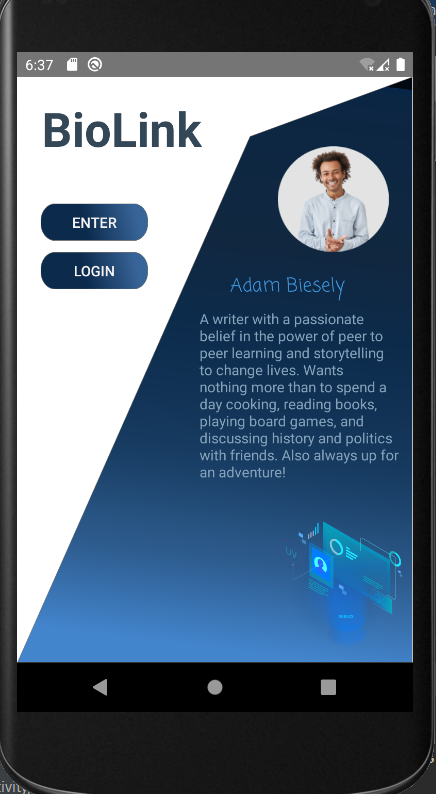 6:37
BioLink
ENTER
LOGIN
Adam Biesely
A writer with a passionate
belief in the power of peer to
peer learning and storytelling
to change lives. Wants
nothing more than to spend a
day cooking, reading books,
playing board games, and
discussing history and politics
with friends. Also always up for
an adventure!